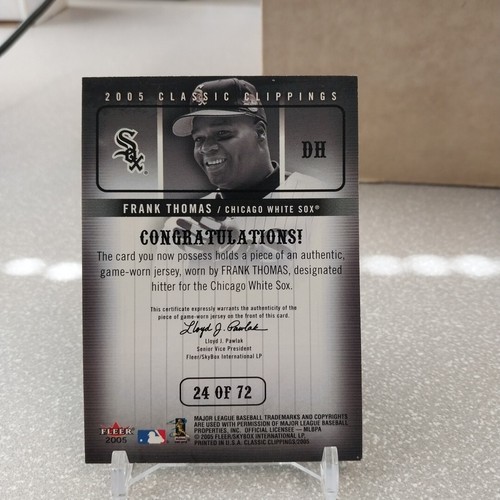 2005 CLASSIC CLIPPINGS
Sox
DH
FRANK THOMAS / CHICAGO WHITE SOX®
CONGRATULATIONS!
The card you now possess holds a piece of an authentic,
game-worn jersey, worn by FRANK THOMAS, designated
hitter for the Chicago White Sox.
This certificate expressly warrants the authenticity of the
piece of game-worn jersey on the front of this card.
Lloyd J. Pawlak
Lloyd J. Pawlak
Senior Vice President
Fleer/SkyBox International LP
24 OF 72
FLEER
2005
MAJOR LEAGUE BASEBALL TRADEMARKS AND COPYRIGHTS
ARE USED WITH PERMISSION OF MAJOR LEAGUE BASEBALL
PROPERTIES, INC. OFFICIAL LICENSEE — MLBPA
© 2005 FLEER/SKYBOX INTERNATIONAL LP.
PRINTED IN U.S.A. CLASSIC CLIPPINGS/2005